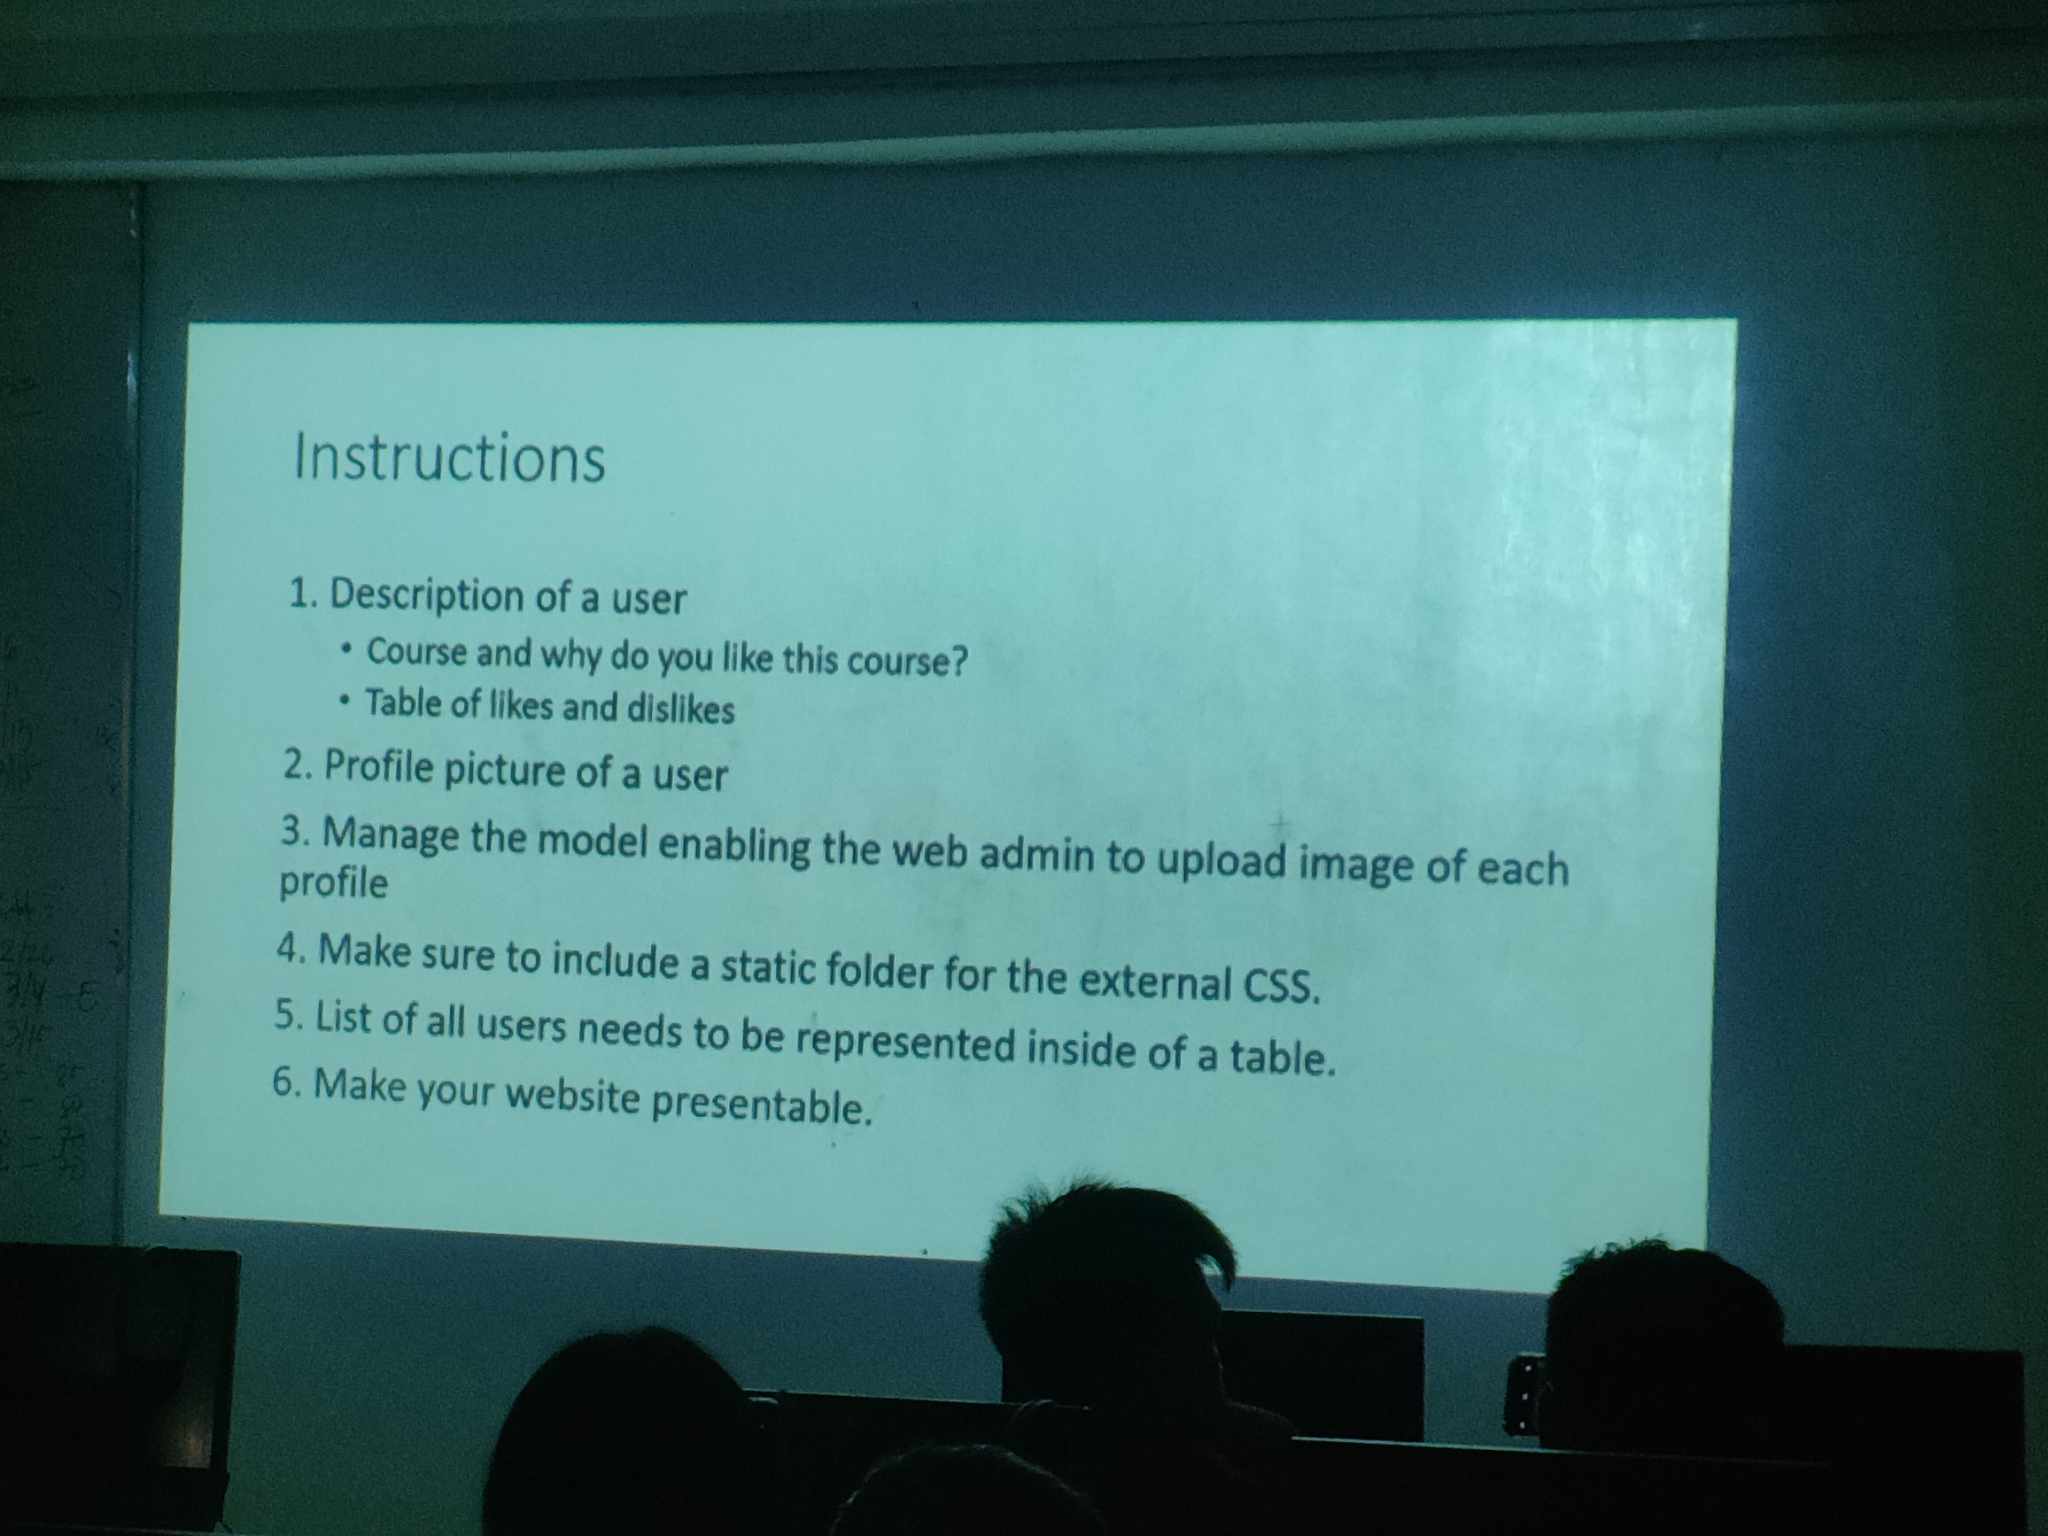 Instructions
1. Description of a user
• Course and why do you like this course?
• Table of likes and dislikes
2. Profile picture of a user
3. Manage the model enabling the web admin to upload image of each
profile
4. Make sure to include a static folder for the external CSS.
5. List of all users needs to be represented inside of a table.
6. Make your website presentable.
3/4 - E